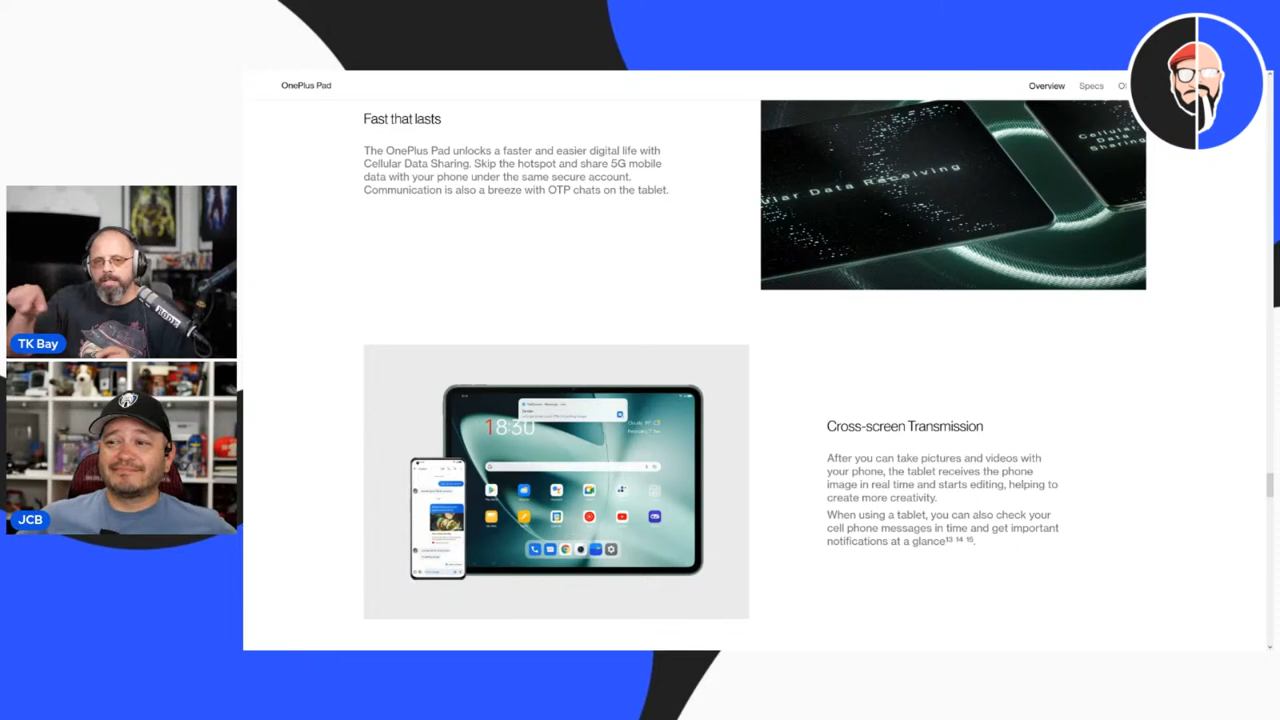 OnePlus Pad
Overview
Specs
Fast that lasts
The OnePlus Pad unlocks a faster and easier digital life with
Cellular Data Sharing. Skip the hotspot and share 5G mobile
data with your phone under the same secure account.
Communication is also a breeze with OTP chats on the tablet.
Data Receiving
Cellular
Data
Sharing
RODE
TK Bay
JCB
18:30
Cross-screen Transmission
After you can take pictures and videos with
your phone, the tablet receives the phone
image in real time and starts editing, helping to
create more creativity.
When using a tablet, you can also check your
cell phone messages in time and get important
notifications at a glance¹³ ¹⁴ ¹⁵.